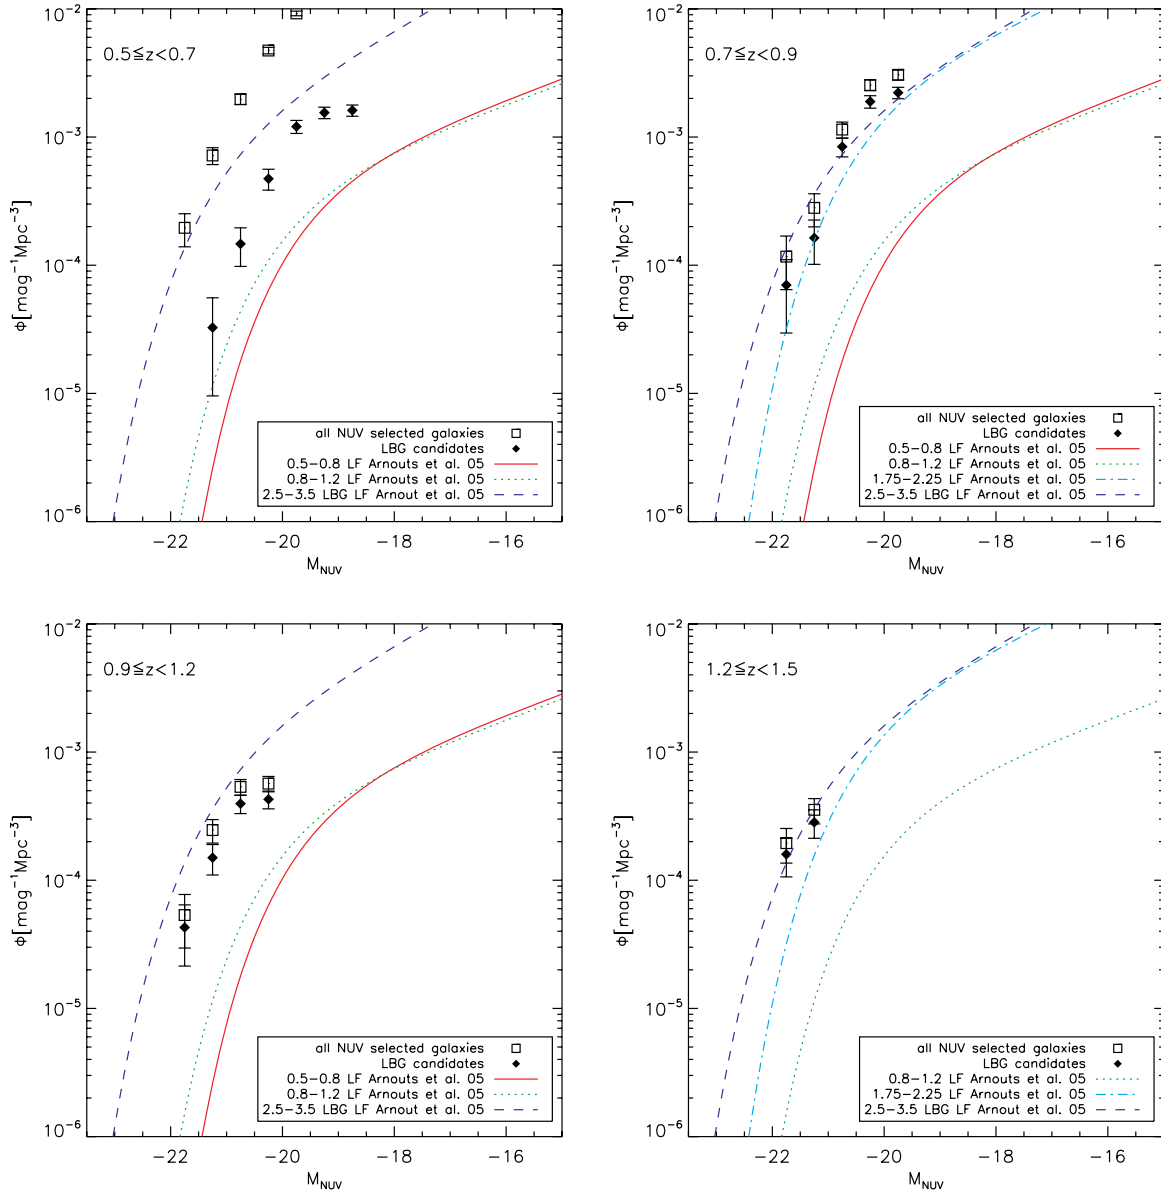 0.5≦z<0.7
10⁻²
10⁻³
10⁻⁴
10⁻⁵
10⁻⁶
Φ[mag⁻¹Mpc⁻³]
all NUV selected galaxies
LBG candidates
0.5−0.8 LF Arnouts et al. 05
0.8−1.2 LF Arnouts et al. 05
2.5−3.5 LBG LF Arnout et al. 05
−22 −20 −18 −16
M_NUV
0.7≦z<0.9
10⁻²
10⁻³
10⁻⁴
10⁻⁵
10⁻⁶
Φ[mag⁻¹Mpc⁻³]
all NUV selected galaxies
LBG candidates
0.5−0.8 LF Arnouts et al. 05
0.8−1.2 LF Arnouts et al. 05
1.75−2.25 LF Arnouts et al. 05
2.5−3.5 LBG LF Arnout et al. 05
−22 −20 −18 −16
M_NUV
0.9≦z<1.2
10⁻²
10⁻³
10⁻⁴
10⁻⁵
10⁻⁶
Φ[mag⁻¹Mpc⁻³]
all NUV selected galaxies
LBG candidates
0.5−0.8 LF Arnouts et al. 05
0.8−1.2 LF Arnouts et al. 05
2.5−3.5 LBG LF Arnout et al. 05
−22 −20 −18 −16
M_NUV
1.2≦z<1.5
10⁻²
10⁻³
10⁻⁴
10⁻⁵
10⁻⁶
Φ[mag⁻¹Mpc⁻³]
all NUV selected galaxies
LBG candidates
0.8−1.2 LF Arnouts et al. 05
1.75−2.25 LF Arnouts et al. 05
2.5−3.5 LBG LF Arnout et al. 05
−22 −20 −18 −16
M_NUV